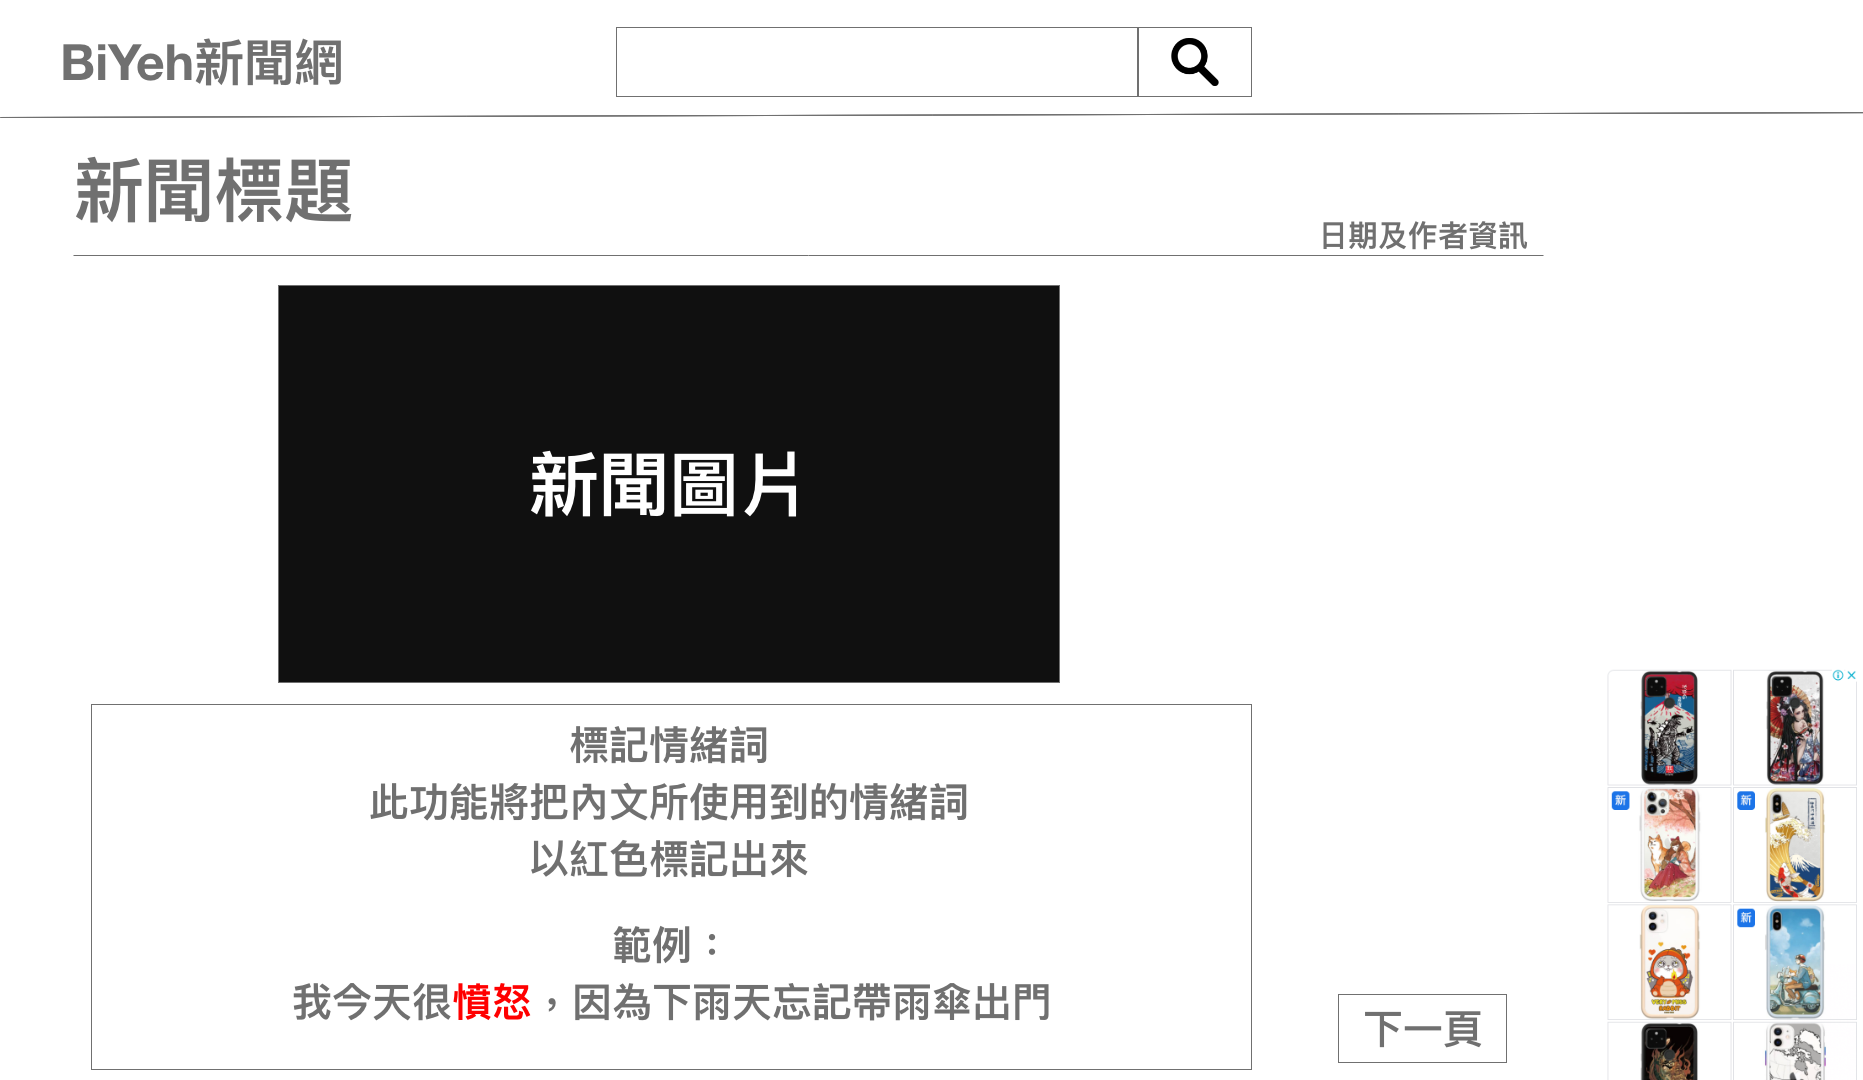 BiYeh新聞網
新聞標題
日期及作者資訊
新聞圖片
標記情緒詞
此功能將把內文所使用到的情緒詞
以紅色標記出來
範例：
我今天很憤怒，因為下雨天忘記帶雨傘出門
下一頁
新
新
新